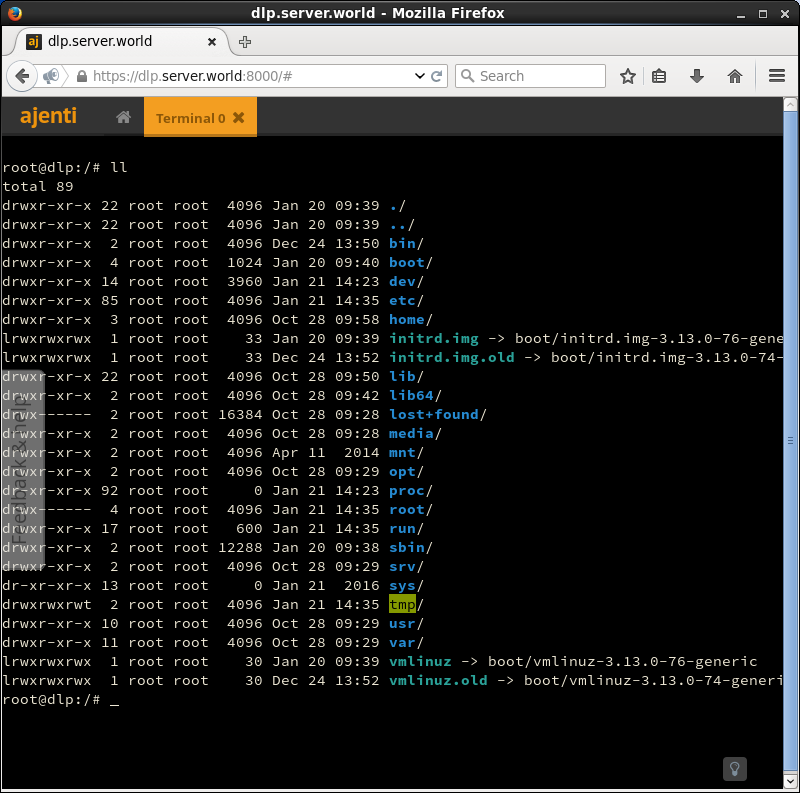 dlp.server.world - Mozilla Firefox
aj dlp.server.world
https://dlp.server.world:8000/#
Search
ajenti
Terminal 0
root@dlp:/# ll
total 89
drwxr-xr-x 22 root root  4096 Jan 20 09:39 ./
drwxr-xr-x 22 root root  4096 Jan 20 09:39 ../
drwxr-xr-x  2 root root  4096 Dec 24 13:50 bin/
drwxr-xr-x  4 root root  1024 Jan 20 09:40 boot/
drwxr-xr-x 14 root root  3960 Jan 21 14:23 dev/
drwxr-xr-x 85 root root  4096 Jan 21 14:35 etc/
drwxr-xr-x  3 root root  4096 Oct 28 09:58 home/
lrwxrwxrwx  1 root root    33 Jan 20 09:39 initrd.img -> boot/initrd.img-3.13.0-76-gene
lrwxrwxrwx  1 root root    33 Dec 24 13:52 initrd.img.old -> boot/initrd.img-3.13.0-74-
drwxr-xr-x 22 root root  4096 Oct 28 09:50 lib/
drwxr-xr-x  2 root root  4096 Oct 28 09:42 lib64/
drwx------  2 root root 16384 Oct 28 09:28 lost+found/
drwxr-xr-x  2 root root  4096 Oct 28 09:28 media/
drwxr-xr-x  2 root root  4096 Apr 11  2014 mnt/
drwxr-xr-x  2 root root  4096 Oct 28 09:29 opt/
dr-xr-xr-x 92 root root     0 Jan 21 14:23 proc/
drwx------  4 root root  4096 Jan 21 14:35 root/
drwxr-xr-x 17 root root   600 Jan 21 14:35 run/
drwxr-xr-x  2 root root 12288 Jan 20 09:38 sbin/
drwxr-xr-x  2 root root  4096 Oct 28 09:29 srv/
dr-xr-xr-x 13 root root     0 Jan 21  2016 sys/
drwxrwxrwt  2 root root  4096 Jan 21 14:35 tmp/
drwxr-xr-x 10 root root  4096 Oct 28 09:29 usr/
drwxr-xr-x 11 root root  4096 Oct 28 09:29 var/
lrwxrwxrwx  1 root root    30 Jan 20 09:39 vmlinuz -> boot/vmlinuz-3.13.0-76-generic
lrwxrwxrwx  1 root root    30 Dec 24 13:52 vmlinuz.old -> boot/vmlinuz-3.13.0-74-generi
root@dlp:/# _
Feedback & help